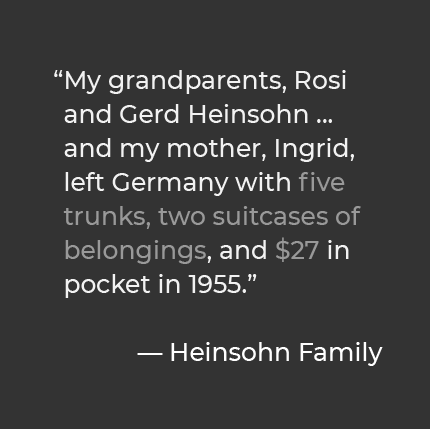 “My grandparents, Rosi
and Gerd Heinsohn ...
and my mother, Ingrid,
left Germany with five
trunks, two suitcases of
belongings, and $27 in
pocket in 1955.”
— Heinsohn Family